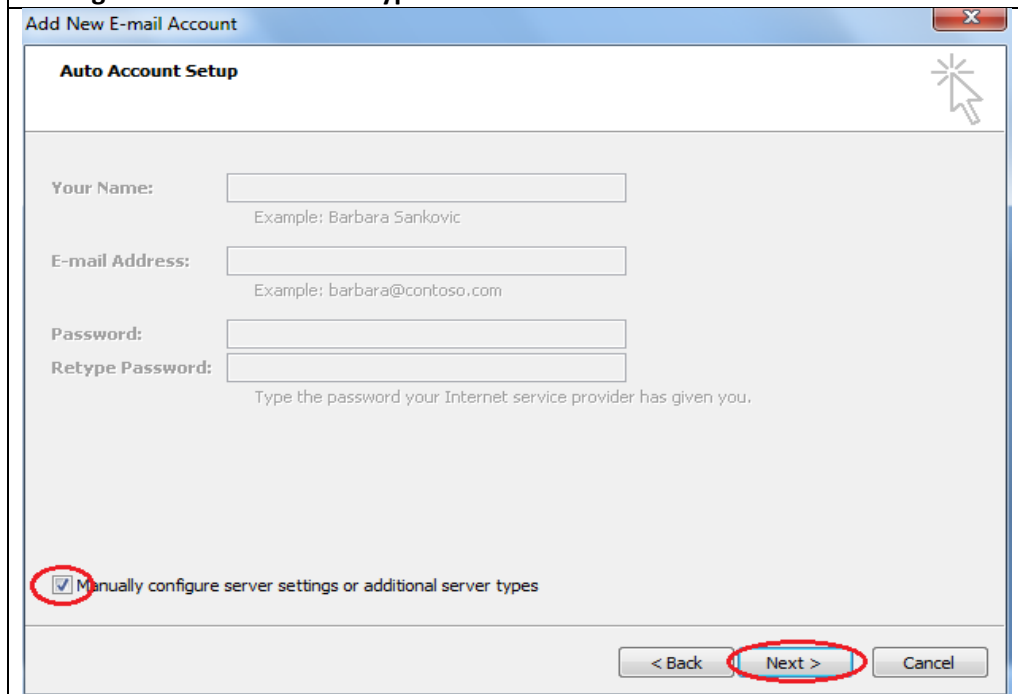 Add New E-mail Account
Auto Account Setup
Your Name:
Example: Barbara Sankovic
E-mail Address:
Example: barbara@contoso.com
Password:
Retype Password:
Type the password your Internet service provider has given you.
Manually configure server settings or additional server types
< Back Next > Cancel